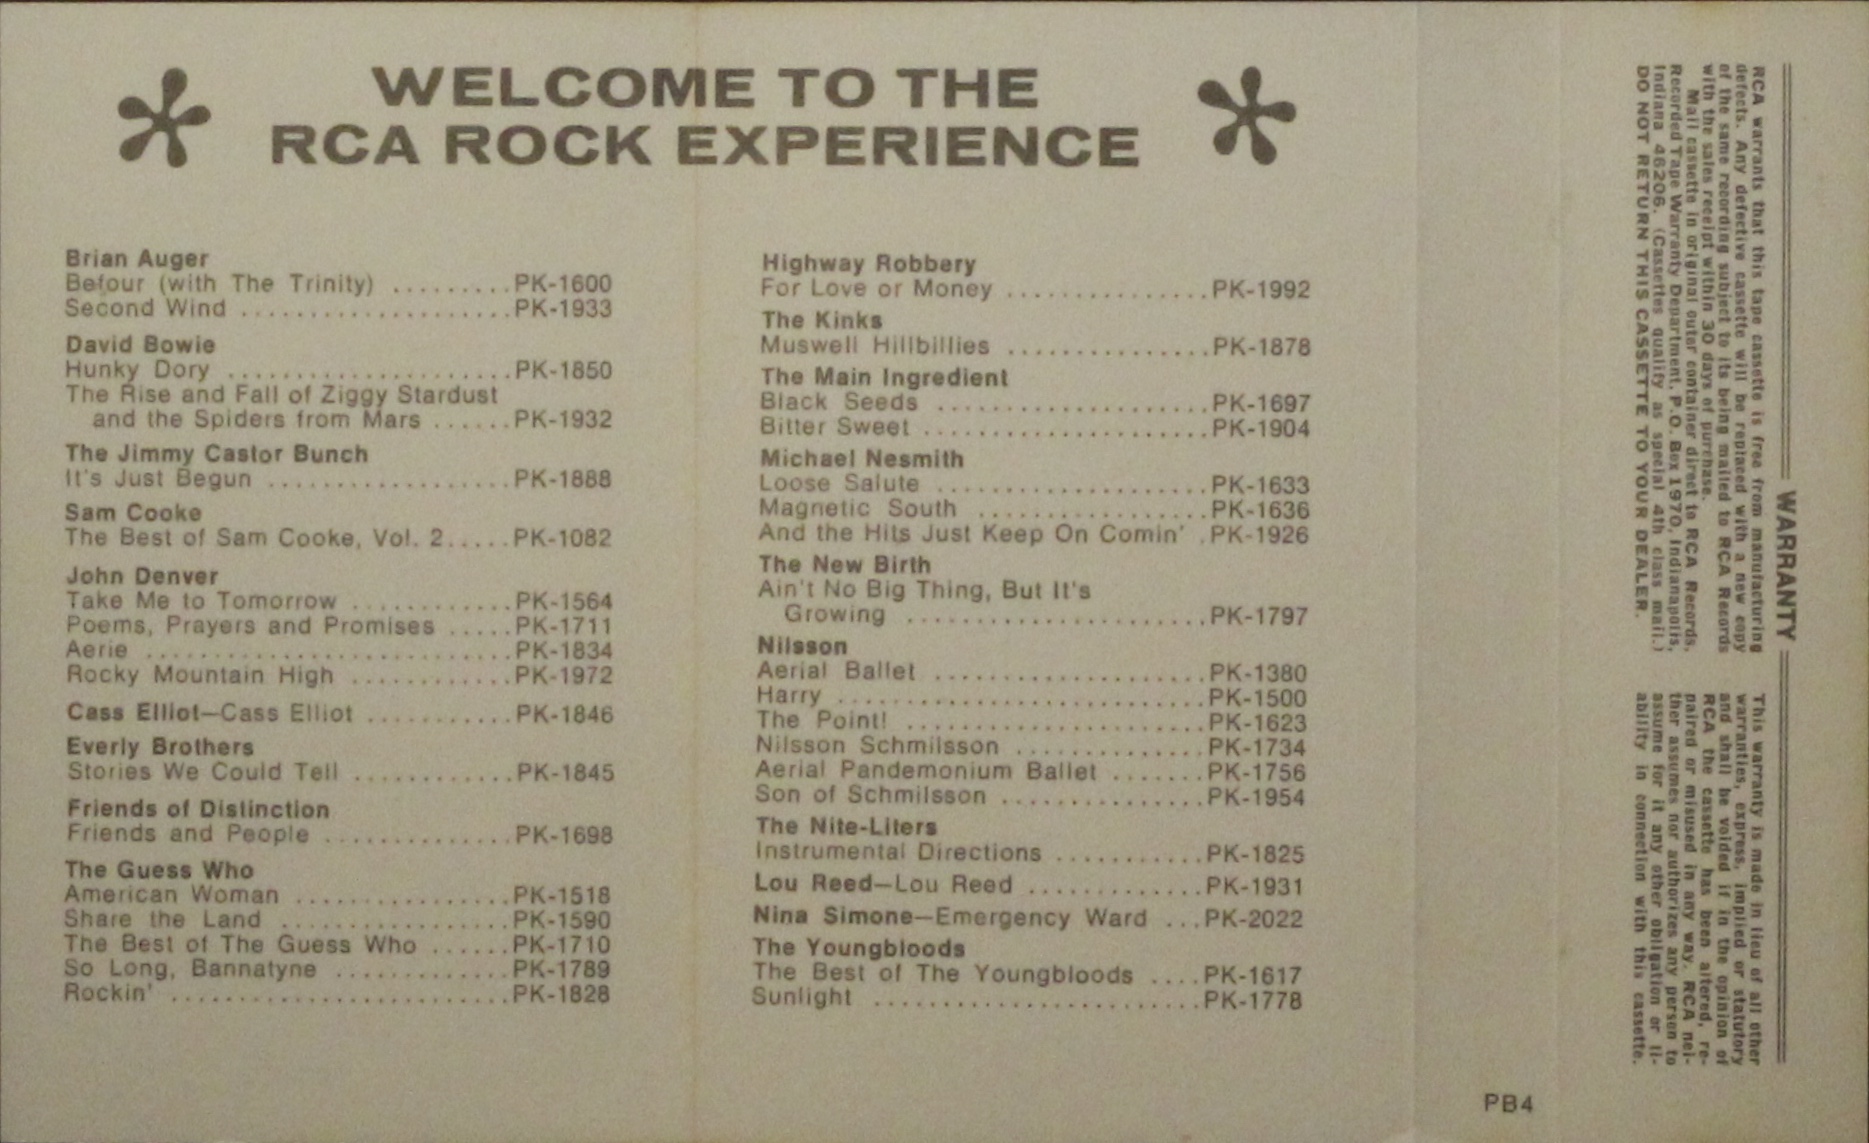 WELCOME TO THE
RCA ROCK EXPERIENCE
Brian Auger
Befour (with The Trinity) .........PK-1600
Second Wind ....................PK-1933
David Bowie
Hunky Dory .....................PK-1850
The Rise and Fall of Ziggy Stardust
and the Spiders from Mars ......PK-1932
The Jimmy Castor Bunch
It's Just Begun ..................PK-1888
Sam Cooke
The Best of Sam Cooke, Vol. 2.....PK-1082
John Denver
Take Me to Tomorrow ............PK-1564
Poems, Prayers and Promises .....PK-1711
Aerie ...........................PK-1834
Rocky Mountain High ............PK-1972
Cass Elliot—Cass Elliot ...........PK-1846
Everly Brothers
Stories We Could Tell ............PK-1845
Friends of Distinction
Friends and People ..............PK-1698
The Guess Who
American Woman ................PK-1518
Share the Land .................PK-1590
The Best of The Guess Who ......PK-1710
So Long, Bannatyne .............PK-1789
Rockin' .........................PK-1828
Highway Robbery
For Love or Money ...............PK-1992
The Kinks
Muswell Hillbillies ...............PK-1878
The Main Ingredient
Black Seeds ....................PK-1697
Bitter Sweet .....................PK-1904
Michael Nesmith
Loose Salute ....................PK-1633
Magnetic South .................PK-1636
And the Hits Just Keep On Comin' .PK-1926
The New Birth
Ain't No Big Thing, But It's
Growing ......................PK-1797
Nilsson
Aerial Ballet ....................PK-1380
Harry ...........................PK-1500
The Point! ......................PK-1623
Nilsson Schmilsson ..............PK-1734
Aerial Pandemonium Ballet .......PK-1756
Son of Schmilsson ...............PK-1954
The Nite-Liters
Instrumental Directions ...........PK-1825
Lou Reed—Lou Reed .............PK-1931
Nina Simone—Emergency Ward ...PK-2022
The Youngbloods
The Best of The Youngbloods ....PK-1617
Sunlight ........................PK-1778
PB4
WARRANTY
RCA warrants that this tape cassette is free from manufacturing
defects. Any defective cassette will be replaced with a new copy
of the same recording subject to its being mailed to RCA Records
with the sales receipt within 30 days of purchase.
Mail cassette in original outer container direct to RCA Records,
Recorded Tape Warranty Department, P.O. Box 1970, Indianapolis,
Indiana 46206. (Cassettes qualify as special 4th class mail.)
DO NOT RETURN THIS CASSETTE TO YOUR DEALER.
This warranty is made in lieu of all other
warranties, express, implied or statutory
and shall be voided if in the opinion of
RCA the cassette has been altered, re-
paired or misused in any way. RCA nei-
ther assumes nor authorizes any person to
assume for it any other obligation or li-
ability in connection with this cassette.